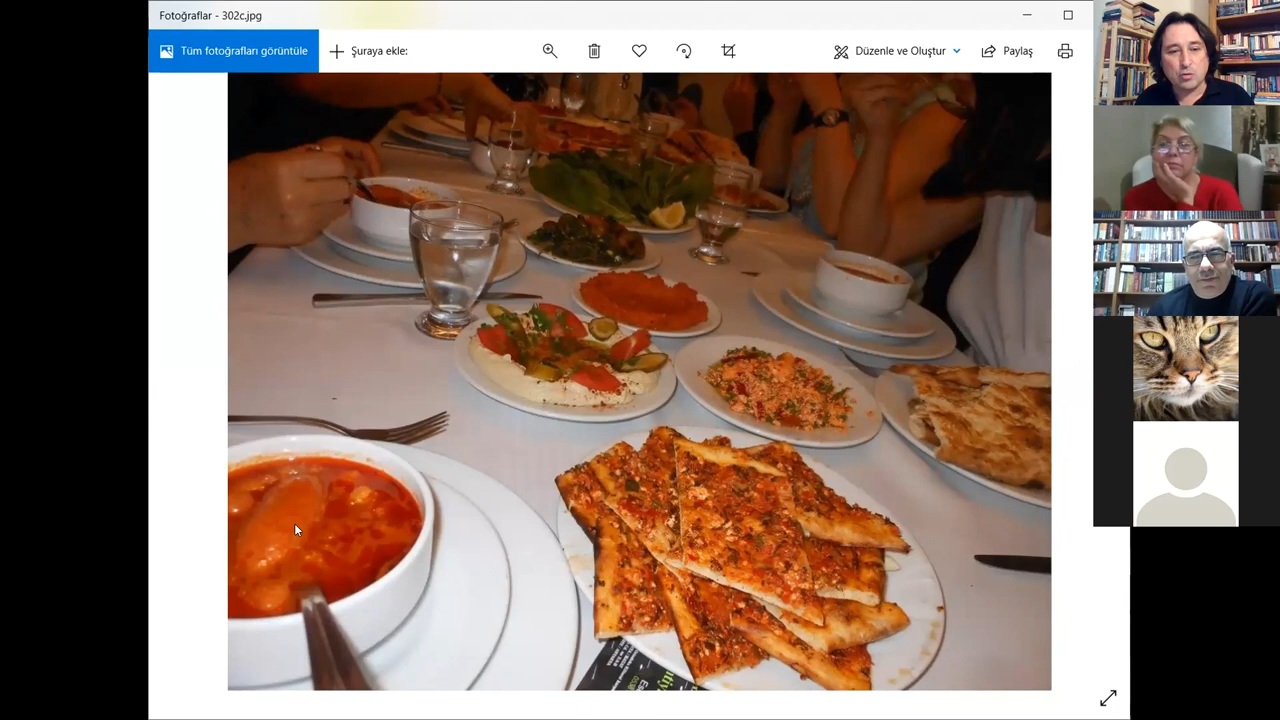 Fotoğraflar - 302c.jpg
Tüm fotoğrafları görüntüle
Şuraya ekle:
Düzenle ve Oluştur
Paylaş